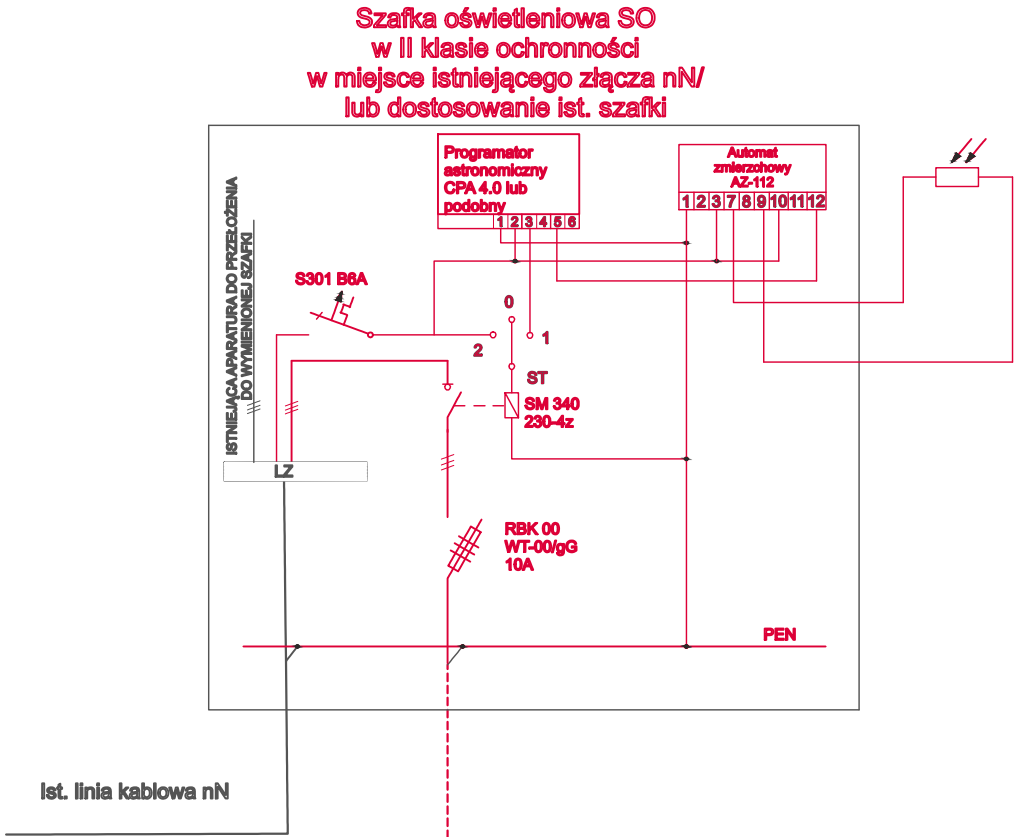 Szafka oświetleniowa SO
w II klasie ochronności
w miejsce istniejącego złącza nN/
lub dostosowanie ist. szafki
Programator
astronomiczny
CPA 4.0 lub
podobny
1 2 3 4 5 6
Automat
zmierzchowy
AZ-112
1 2 3 7 8 9 10 11 12
ISTNIEJĄCA APARATURA DO PRZEŁOŻENIA
DO WYMIENIONEJ SZAFKI
S301 B6A
0
1
2
ST
SM 340
230-4z
LZ
RBK 00
WT-00/gG
10A
PEN
Ist. linia kablowa nN